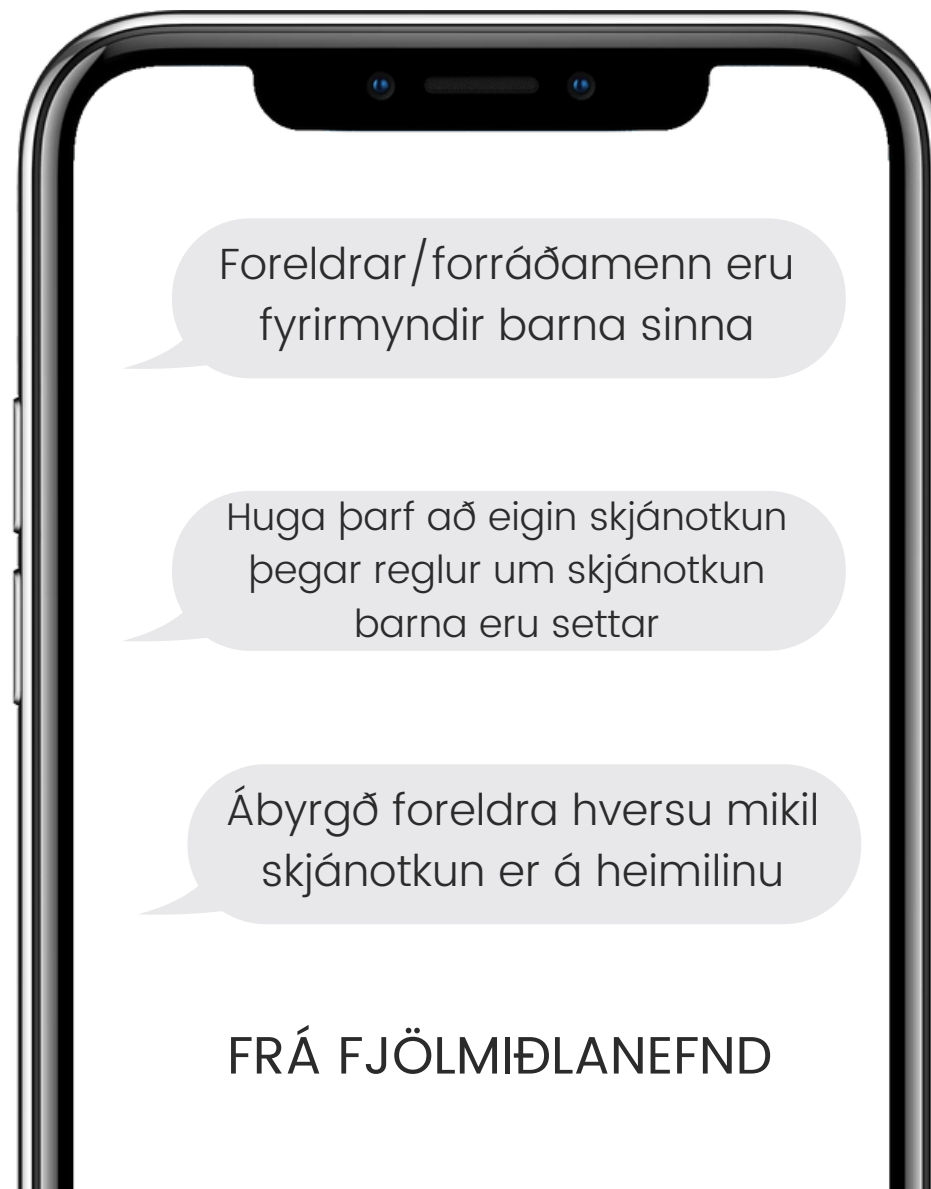 Foreldrar/forráðamenn eru
fyrirmyndir barna sinna
Huga þarf að eigin skjánotkun
þegar reglur um skjánotkun
barna eru settar
Ábyrgð foreldra hversu mikil
skjánotkun er á heimilinu
FRÁ FJÖLMIÐLANEFND